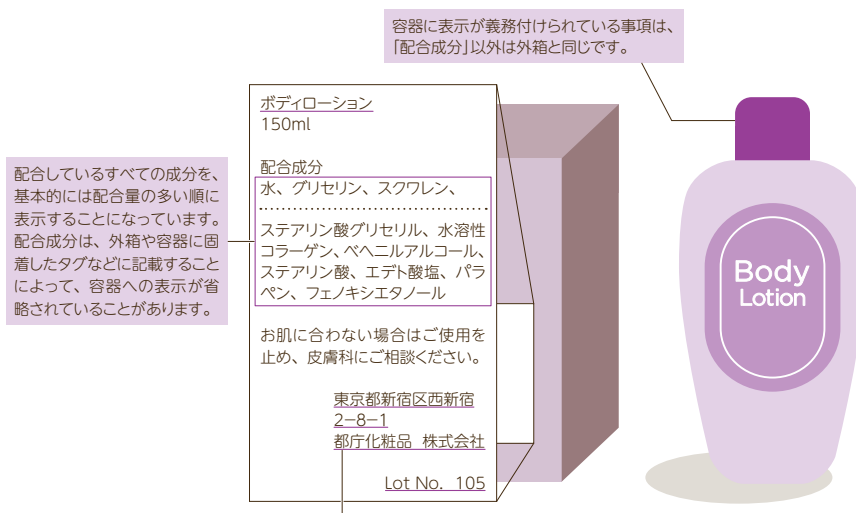 容器に表示が義務付けられている事項は、
「配合成分」以外は外箱と同じです。
ボディローション
150ml
配合成分
水、グリセリン、スクワレン、
ステアリン酸グリセリル、水溶性
コラーゲン、ベヘニルアルコール、
ステアリン酸、エデト酸塩、パラ
ペン、フェノキシエタノール
お肌に合わない場合はご使用を
止め、皮膚科にご相談ください。
東京都新宿区西新宿
2−8−1
都庁化粧品 株式会社
Lot No. 105
配合しているすべての成分を、
基本的には配合量の多い順に
表示することになっています。
配合成分は、外箱や容器に固
着したタグなどに記載すること
によって、容器への表示が省
略されていることがあります。
Body
Lotion